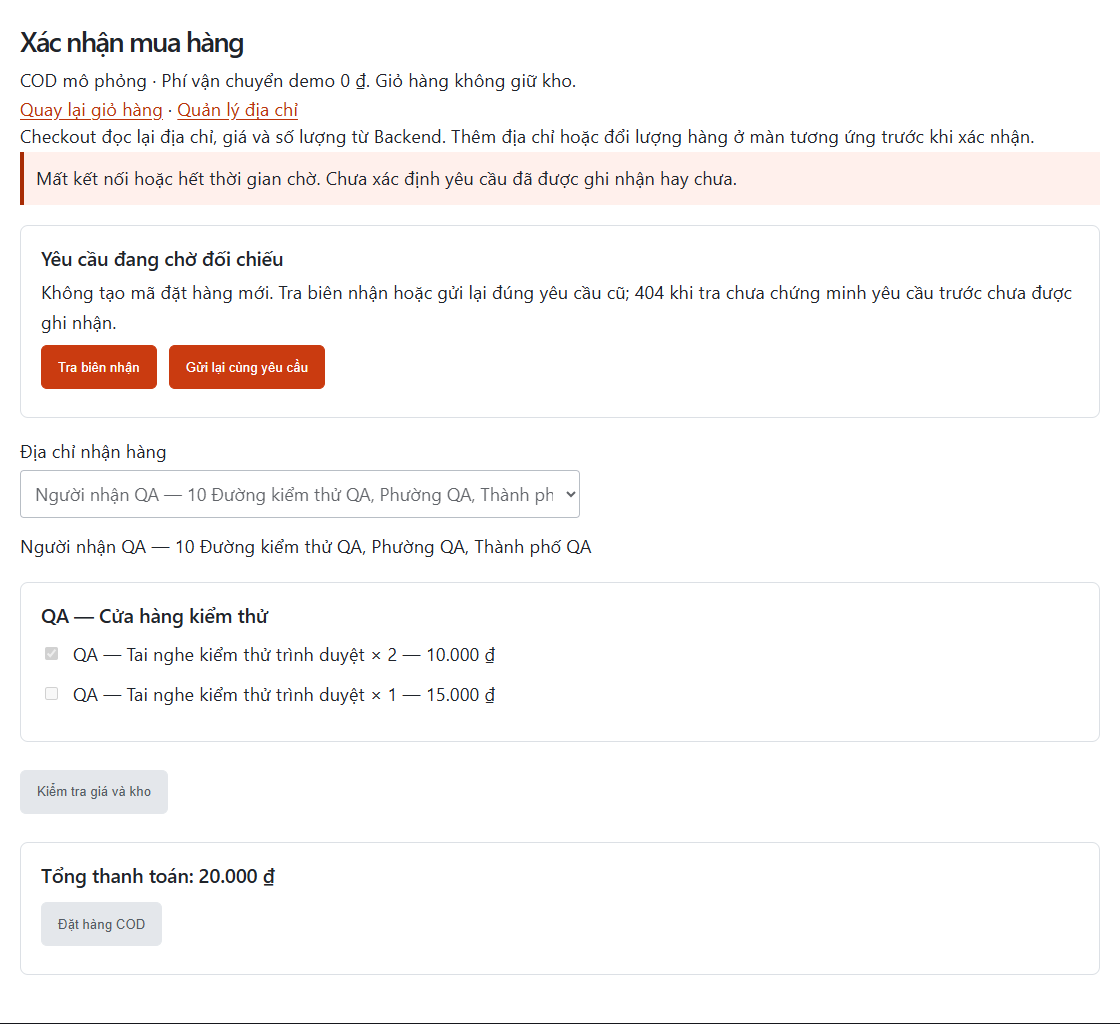 Xác nhận mua hàng
COD mô phỏng · Phí vận chuyển demo 0 ₫. Giỏ hàng không giữ kho.
Quay lại giỏ hàng · Quản lý địa chỉ
Checkout đọc lại địa chỉ, giá và số lượng từ Backend. Thêm địa chỉ hoặc đổi lượng hàng ở màn tương ứng trước khi xác nhận.
Mất kết nối hoặc hết thời gian chờ. Chưa xác định yêu cầu đã được ghi nhận hay chưa.
Yêu cầu đang chờ đối chiếu
Không tạo mã đặt hàng mới. Tra biên nhận hoặc gửi lại đúng yêu cầu cũ; 404 khi tra chưa chứng minh yêu cầu trước chưa được
ghi nhận.
Tra biên nhận
Gửi lại cùng yêu cầu
Địa chỉ nhận hàng
Người nhận QA — 10 Đường kiểm thử QA, Phường QA, Thành ph
Người nhận QA — 10 Đường kiểm thử QA, Phường QA, Thành phố QA
QA — Cửa hàng kiểm thử
QA — Tai nghe kiểm thử trình duyệt × 2 — 10.000 ₫
QA — Tai nghe kiểm thử trình duyệt × 1 — 15.000 ₫
Kiểm tra giá và kho
Tổng thanh toán: 20.000 ₫
Đặt hàng COD